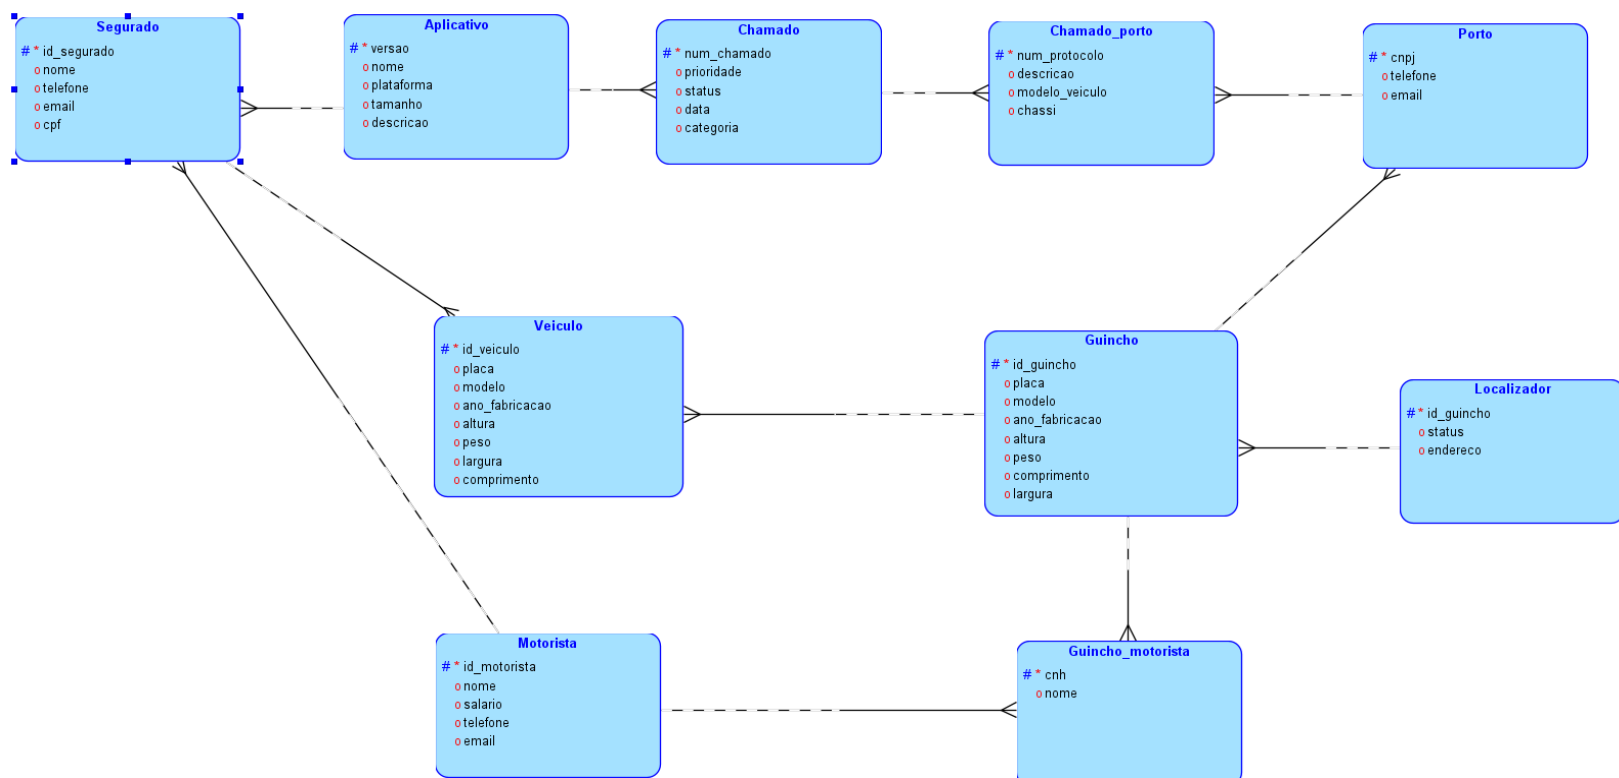 Segurado
# * id_segurado
o nome
o telefone
o email
o cpf
Aplicativo
# * versao
o nome
o plataforma
o tamanho
o descricao
Chamado
# * num_chamado
o prioridade
o status
o data
o categoria
Chamado_porto
# * num_protocolo
o descricao
o modelo_veiculo
o chassi
Porto
# * cnpj
o telefone
o email
Veiculo
# * id_veiculo
o placa
o modelo
o ano_fabricacao
o altura
o peso
o largura
o comprimento
Guincho
# * id_guincho
o placa
o modelo
o ano_fabricacao
o altura
o peso
o comprimento
o largura
Localizador
# * id_guincho
o status
o endereco
Motorista
# * id_motorista
o nome
o salario
o telefone
o email
Guincho_motorista
# * cnh
o nome